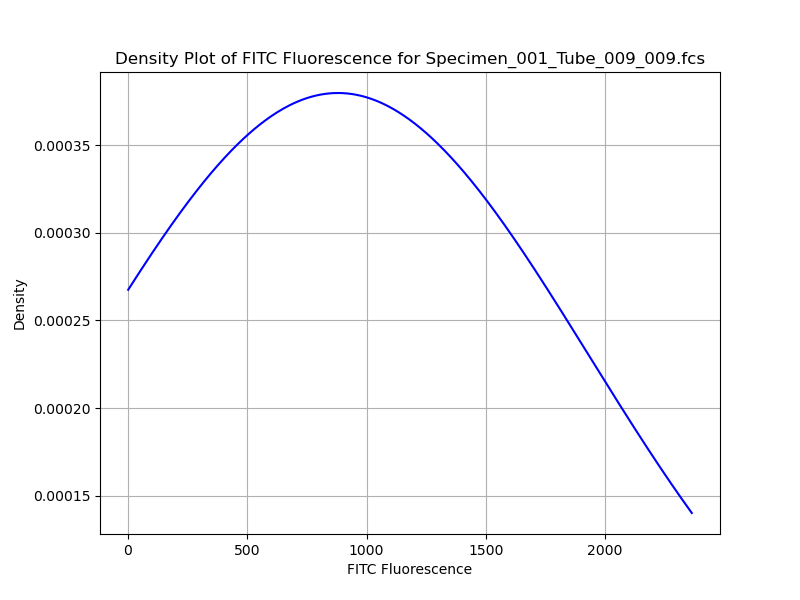 Density Plot of FITC Fluorescence for Specimen_001_Tube_009_009.fcs
0.00035
0.00030
0.00025
0.00020
0.00015
Density
0 500 1000 1500 2000
FITC Fluorescence